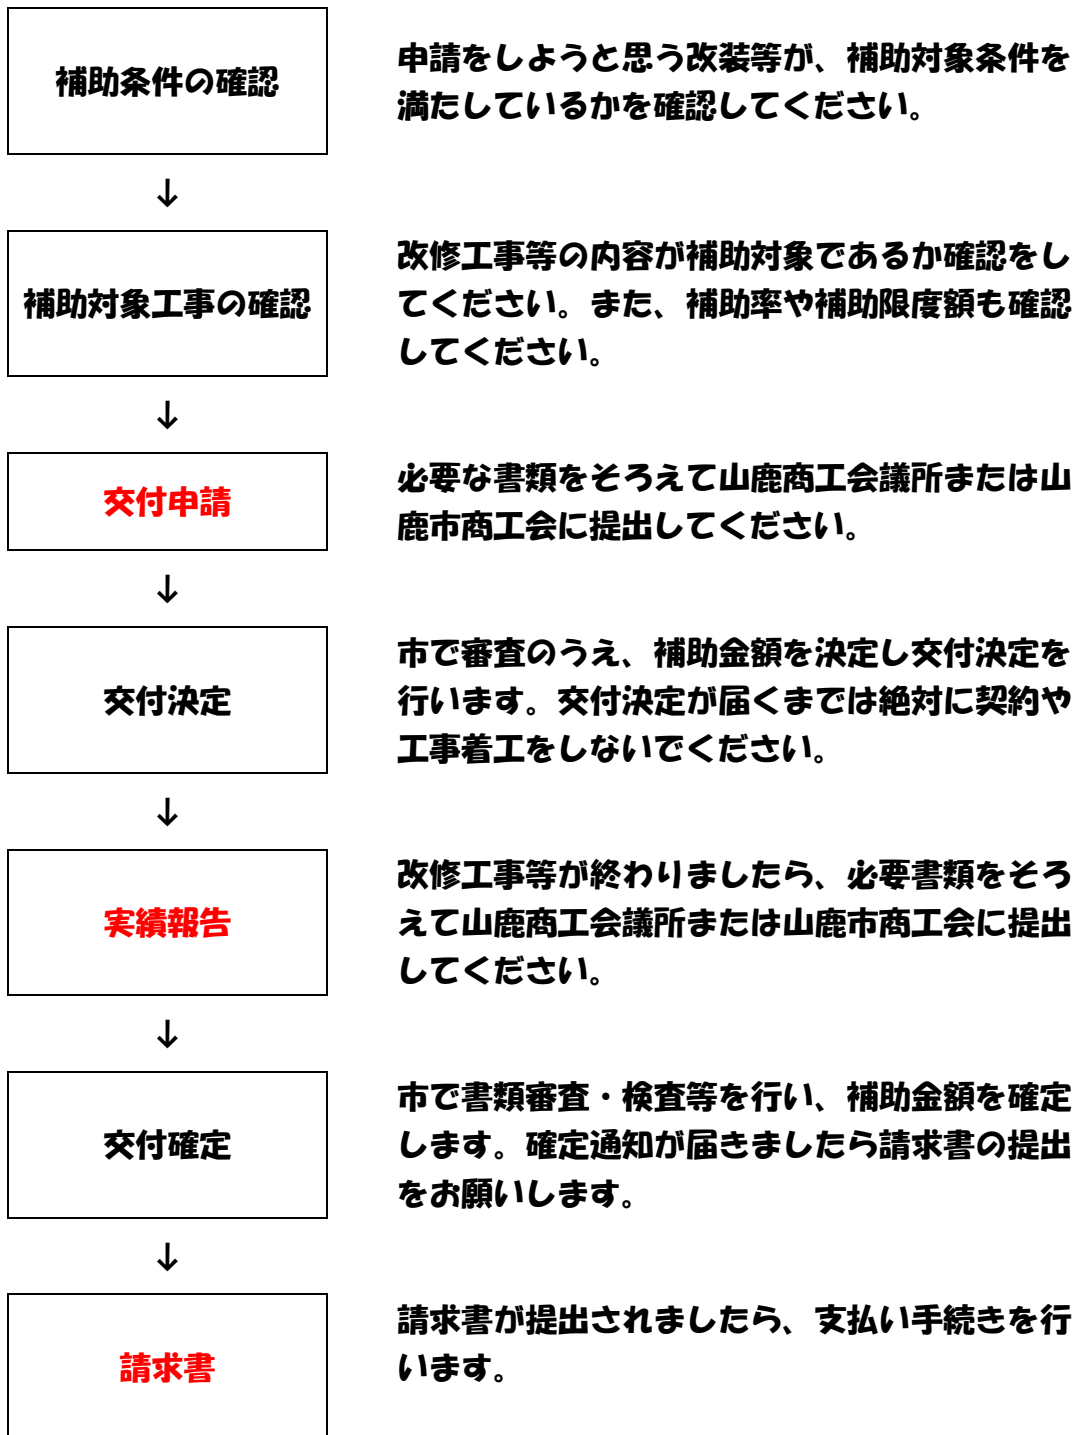 補助条件の確認
申請をしようと思う改装等が、補助対象条件を
満たしているかを確認してください。
↓
補助対象工事の確認
改修工事等の内容が補助対象であるか確認をし
てください。また、補助率や補助限度額も確認
してください。
↓
交付申請
必要な書類をそろえて山鹿商工会議所または山
鹿市商工会に提出してください。
↓
交付決定
市で審査のうえ、補助金額を決定し交付決定を
行います。交付決定が届くまでは絶対に契約や
工事着工をしないでください。
↓
実績報告
改修工事等が終わりましたら、必要書類をそろ
えて山鹿商工会議所または山鹿市商工会に提出
してください。
↓
交付確定
市で書類審査・検査等を行い、補助金額を確定
します。確定通知が届きましたら請求書の提出
をお願いします。
↓
請求書
請求書が提出されましたら、支払い手続きを行
います。